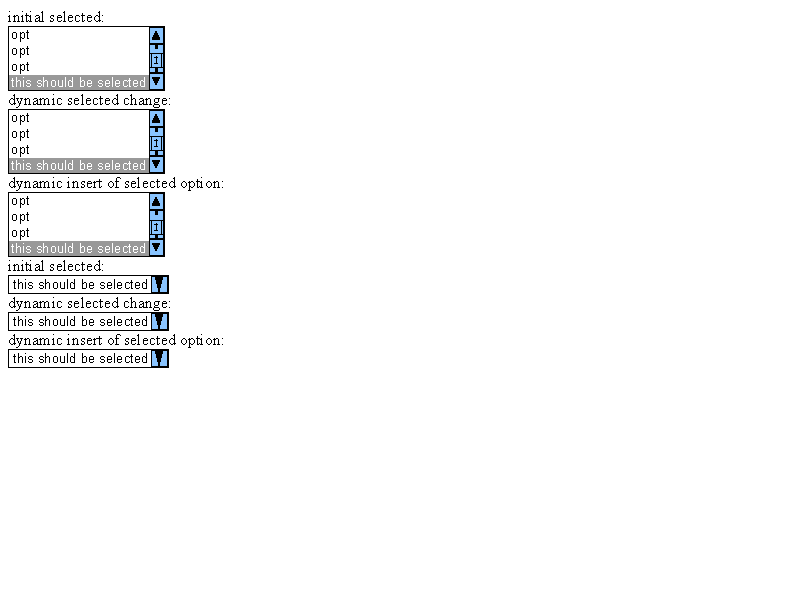 initial selected:
opt
opt
opt
this should be selected
dynamic selected change:
opt
opt
opt
this should be selected
dynamic insert of selected option:
opt
opt
opt
this should be selected
initial selected:
this should be selected
dynamic selected change:
this should be selected
dynamic insert of selected option:
this should be selected